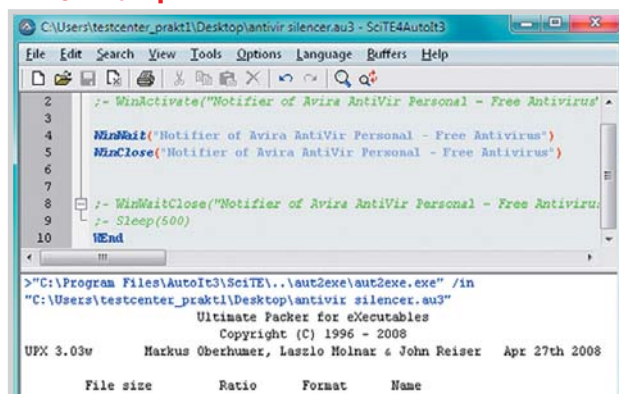 C:\Users\testcenter_prakt1\Desktop\antivir silencer.au3 - SciTE4AutoIt3
File Edit Search View Tools Options Language Buffers Help
2 ;- WinActivate("Notifier of Avira AntiVir Personal - Free Antivirus"
3
4 WinWait("Notifier of Avira AntiVir Personal - Free Antivirus")
5 WinClose("Notifier of Avira AntiVir Personal - Free Antivirus")
6
7
8 ;- WinWaitClose("Notifier of Avira AntiVir Personal - Free Antiviru
9 ;- Sleep(500)
10 WEnd
>"C:\Program Files\AutoIt3\SciTE\..\aut2exe\aut2exe.exe" /in
"C:\Users\testcenter_prakt1\Desktop\antivir silencer.au3"
Ultimate Packer for eXecutables
Copyright (C) 1996 - 2008
UPX 3.03w Markus Oberhumer, Laszlo Molnar & John Reiser Apr 27th 2008
File size Ratio Format Name